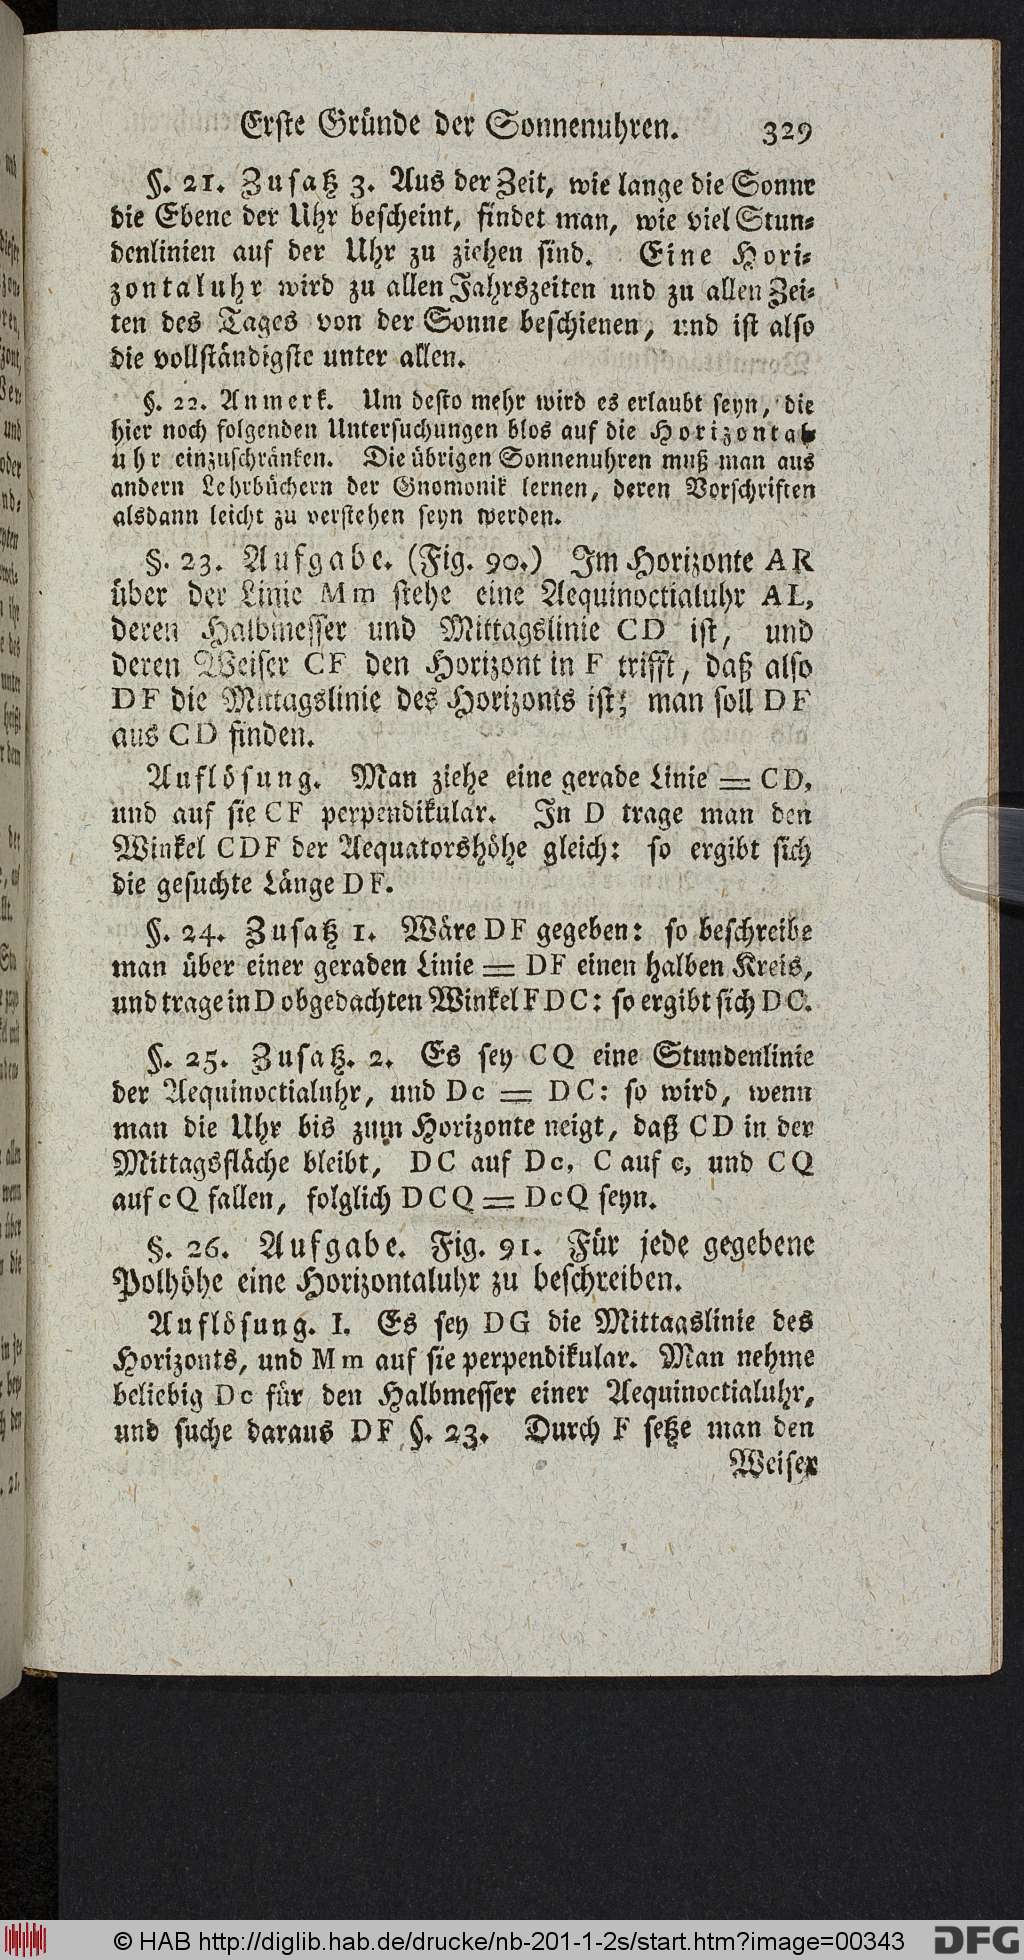 Erste Gründe der Sonnenuhren. 329
§. 21. Zusatz 3. Aus der Zeit, wie lange die Sonne
die Ebene der Uhr bescheint, findet man, wie viel Stun-
denlinien auf der Uhr zu ziehen sind. Eine Hori-
zontaluhr wird zu allen Jahrszeiten und zu allen Zei-
ten des Tages von der Sonne beschienen, und ist also
die vollständigste unter allen.
§. 22. Anmerk. Um desto mehr wird es erlaubt seyn, die
hier noch folgenden Untersuchungen blos auf die Horizontal-
uhr einzuschränken. Die übrigen Sonnenuhren muß man aus
andern Lehrbüchern der Gnomonik lernen, deren Vorschriften
alsdann leicht zu verstehen seyn werden.
§. 23. Aufgabe. (Fig. 90.) Im Horizonte AR
über der Linie Mm stehe eine Aequinoctialuhr AL,
deren Halbmesser und Mittagslinie CD ist, und
deren Weiser CF den Horizont in F trifft, daß also
DF die Mittagslinie des Horizonts ist; man soll DF
aus CD finden.
Auflösung. Man ziehe eine gerade Linie = CD,
und auf sie CF perpendikular. In D trage man den
Winkel CDF der Aequatorshöhe gleich: so ergibt sich
die gesuchte Länge DF.
§. 24. Zusatz 1. Wäre DF gegeben: so beschreibe
man über einer geraden Linie = DF einen halben Kreis,
und trage in D obgedachten Winkel FDC: so ergibt sich DC.
§. 25. Zusatz. 2. Es sey CQ eine Stundenlinie
der Aequinoctialuhr, und Dc = DC: so wird, wenn
man die Uhr bis zum Horizonte neigt, daß CD in der
Mittagsfläche bleibt, DC auf Dc, C auf c, und CQ
auf cQ fallen, folglich DCQ = DcQ seyn.
§. 26. Aufgabe. Fig. 91. Für jede gegebene
Polhöhe eine Horizontaluhr zu beschreiben.
Auflösung. I. Es sey DG die Mittagslinie des
Horizonts, und Mm auf sie perpendikular. Man nehme
beliebig Dc für den Halbmesser einer Aequinoctialuhr,
und suche daraus DF §. 23. Durch F setze man den
Weiser
© HAB http://diglib.hab.de/drucke/nb-201-1-2s/start.htm?image=00343
DFG